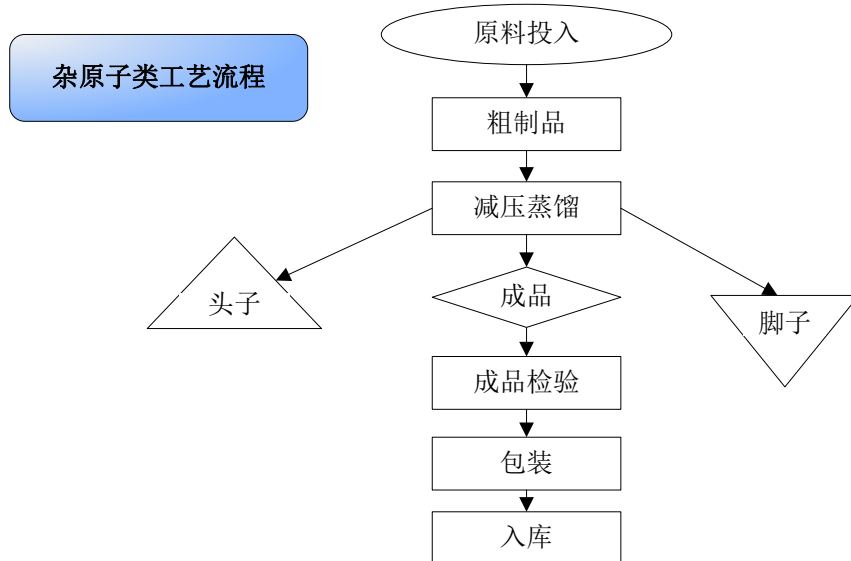 原料投入
杂原子类工艺流程
粗制品
减压蒸馏
头子
成品
脚子
成品检验
包装
入库